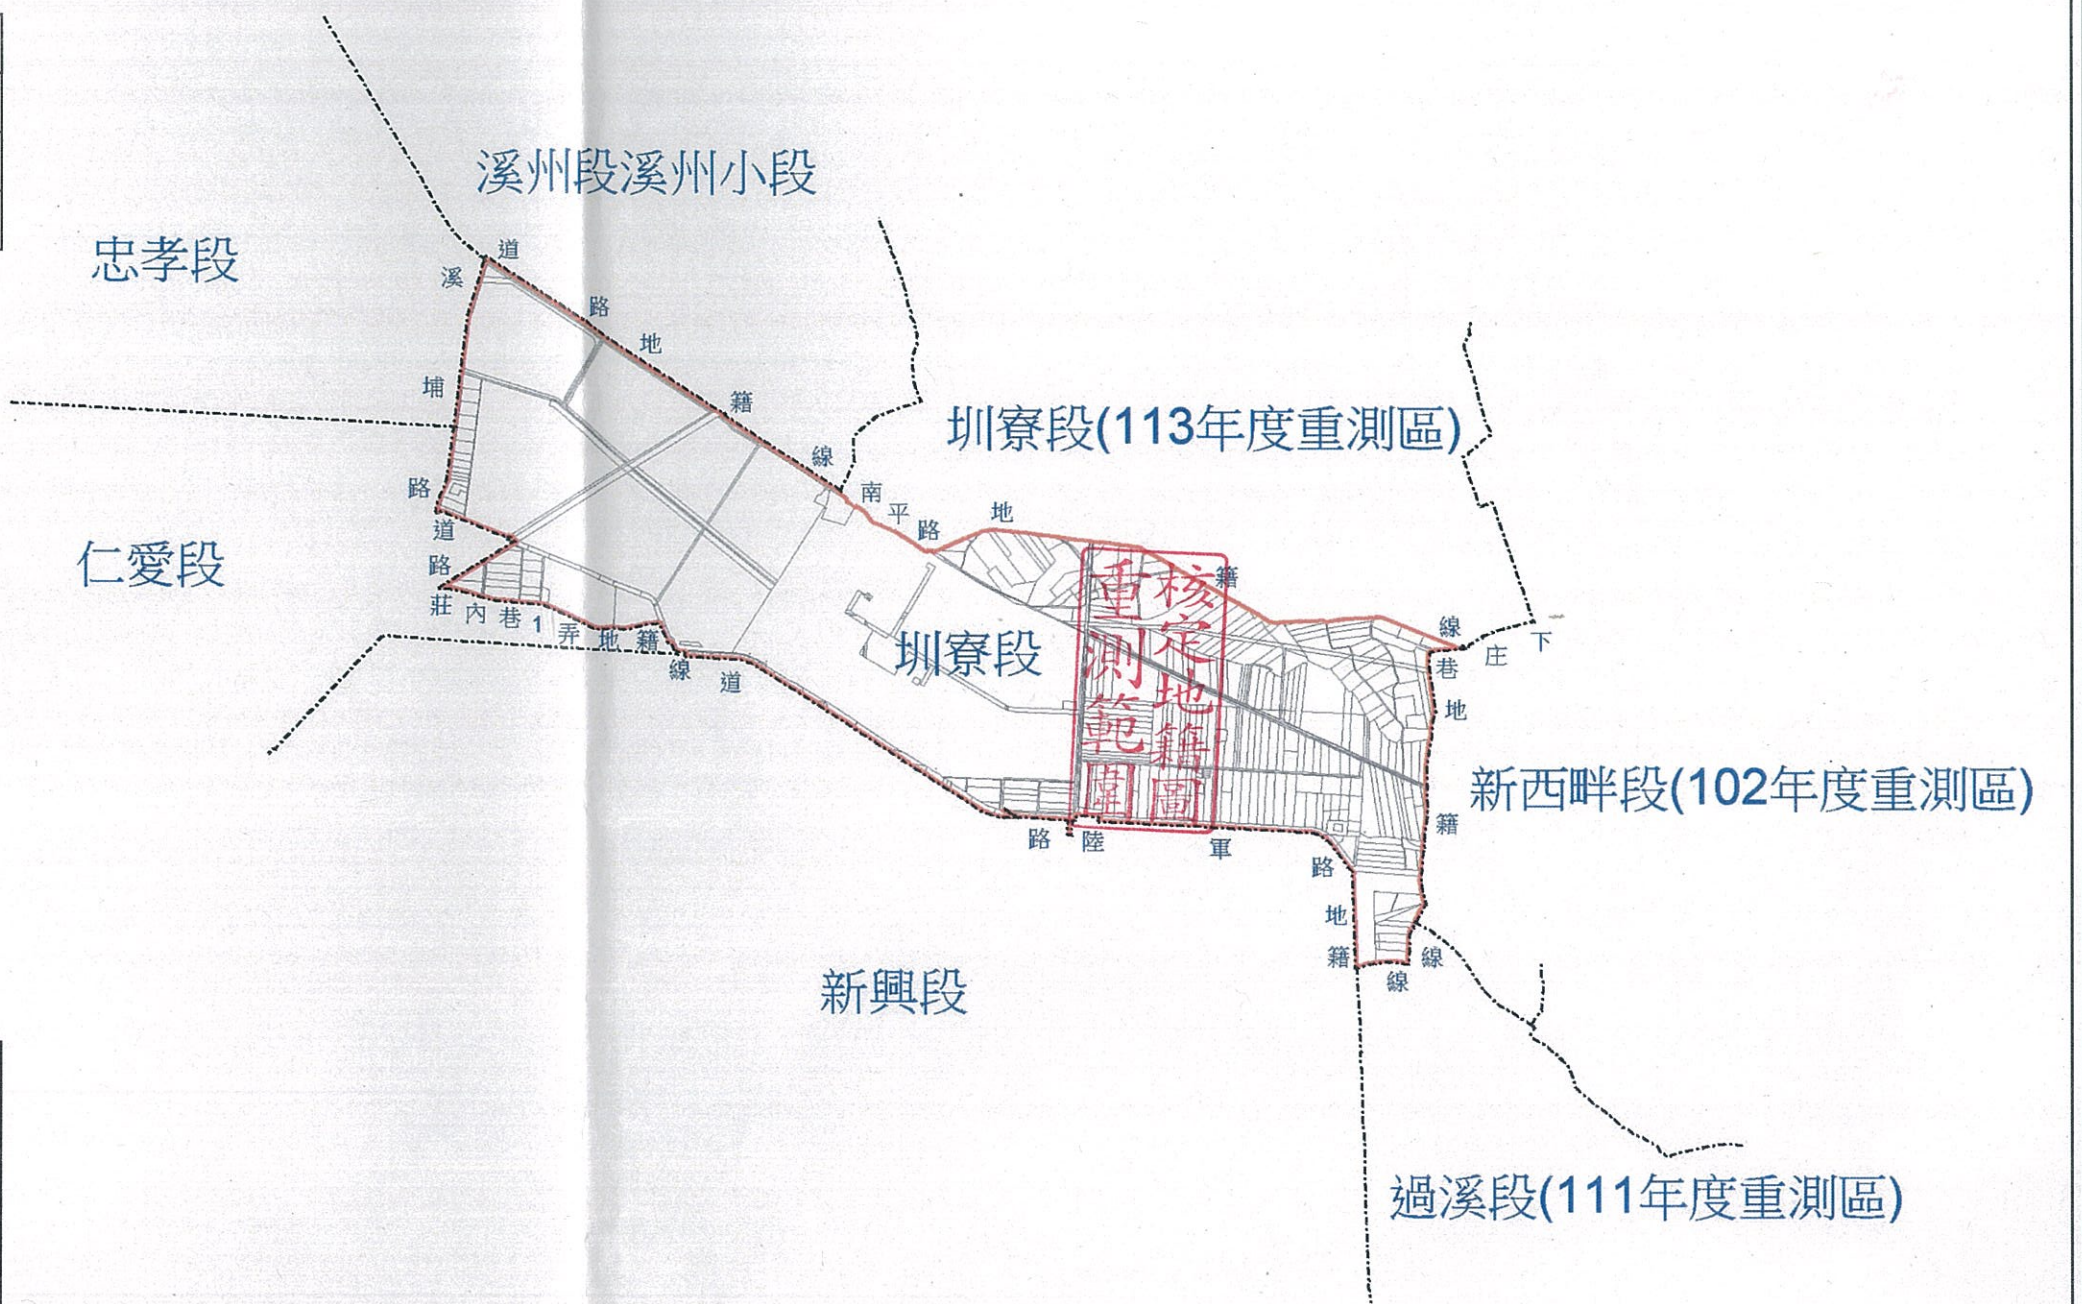 溪州段溪州小段
忠孝段
仁愛段
圳寮段(113年度重測區)
圳寮段
新西畔段(102年度重測區)
新興段
過溪段(111年度重測區)
道路地籍線
南平路地籍線
溪埔路
道路
莊內巷1弄地籍線
道路
陸軍路地籍線
下庄巷地籍線
核定地籍圖
重測範圍